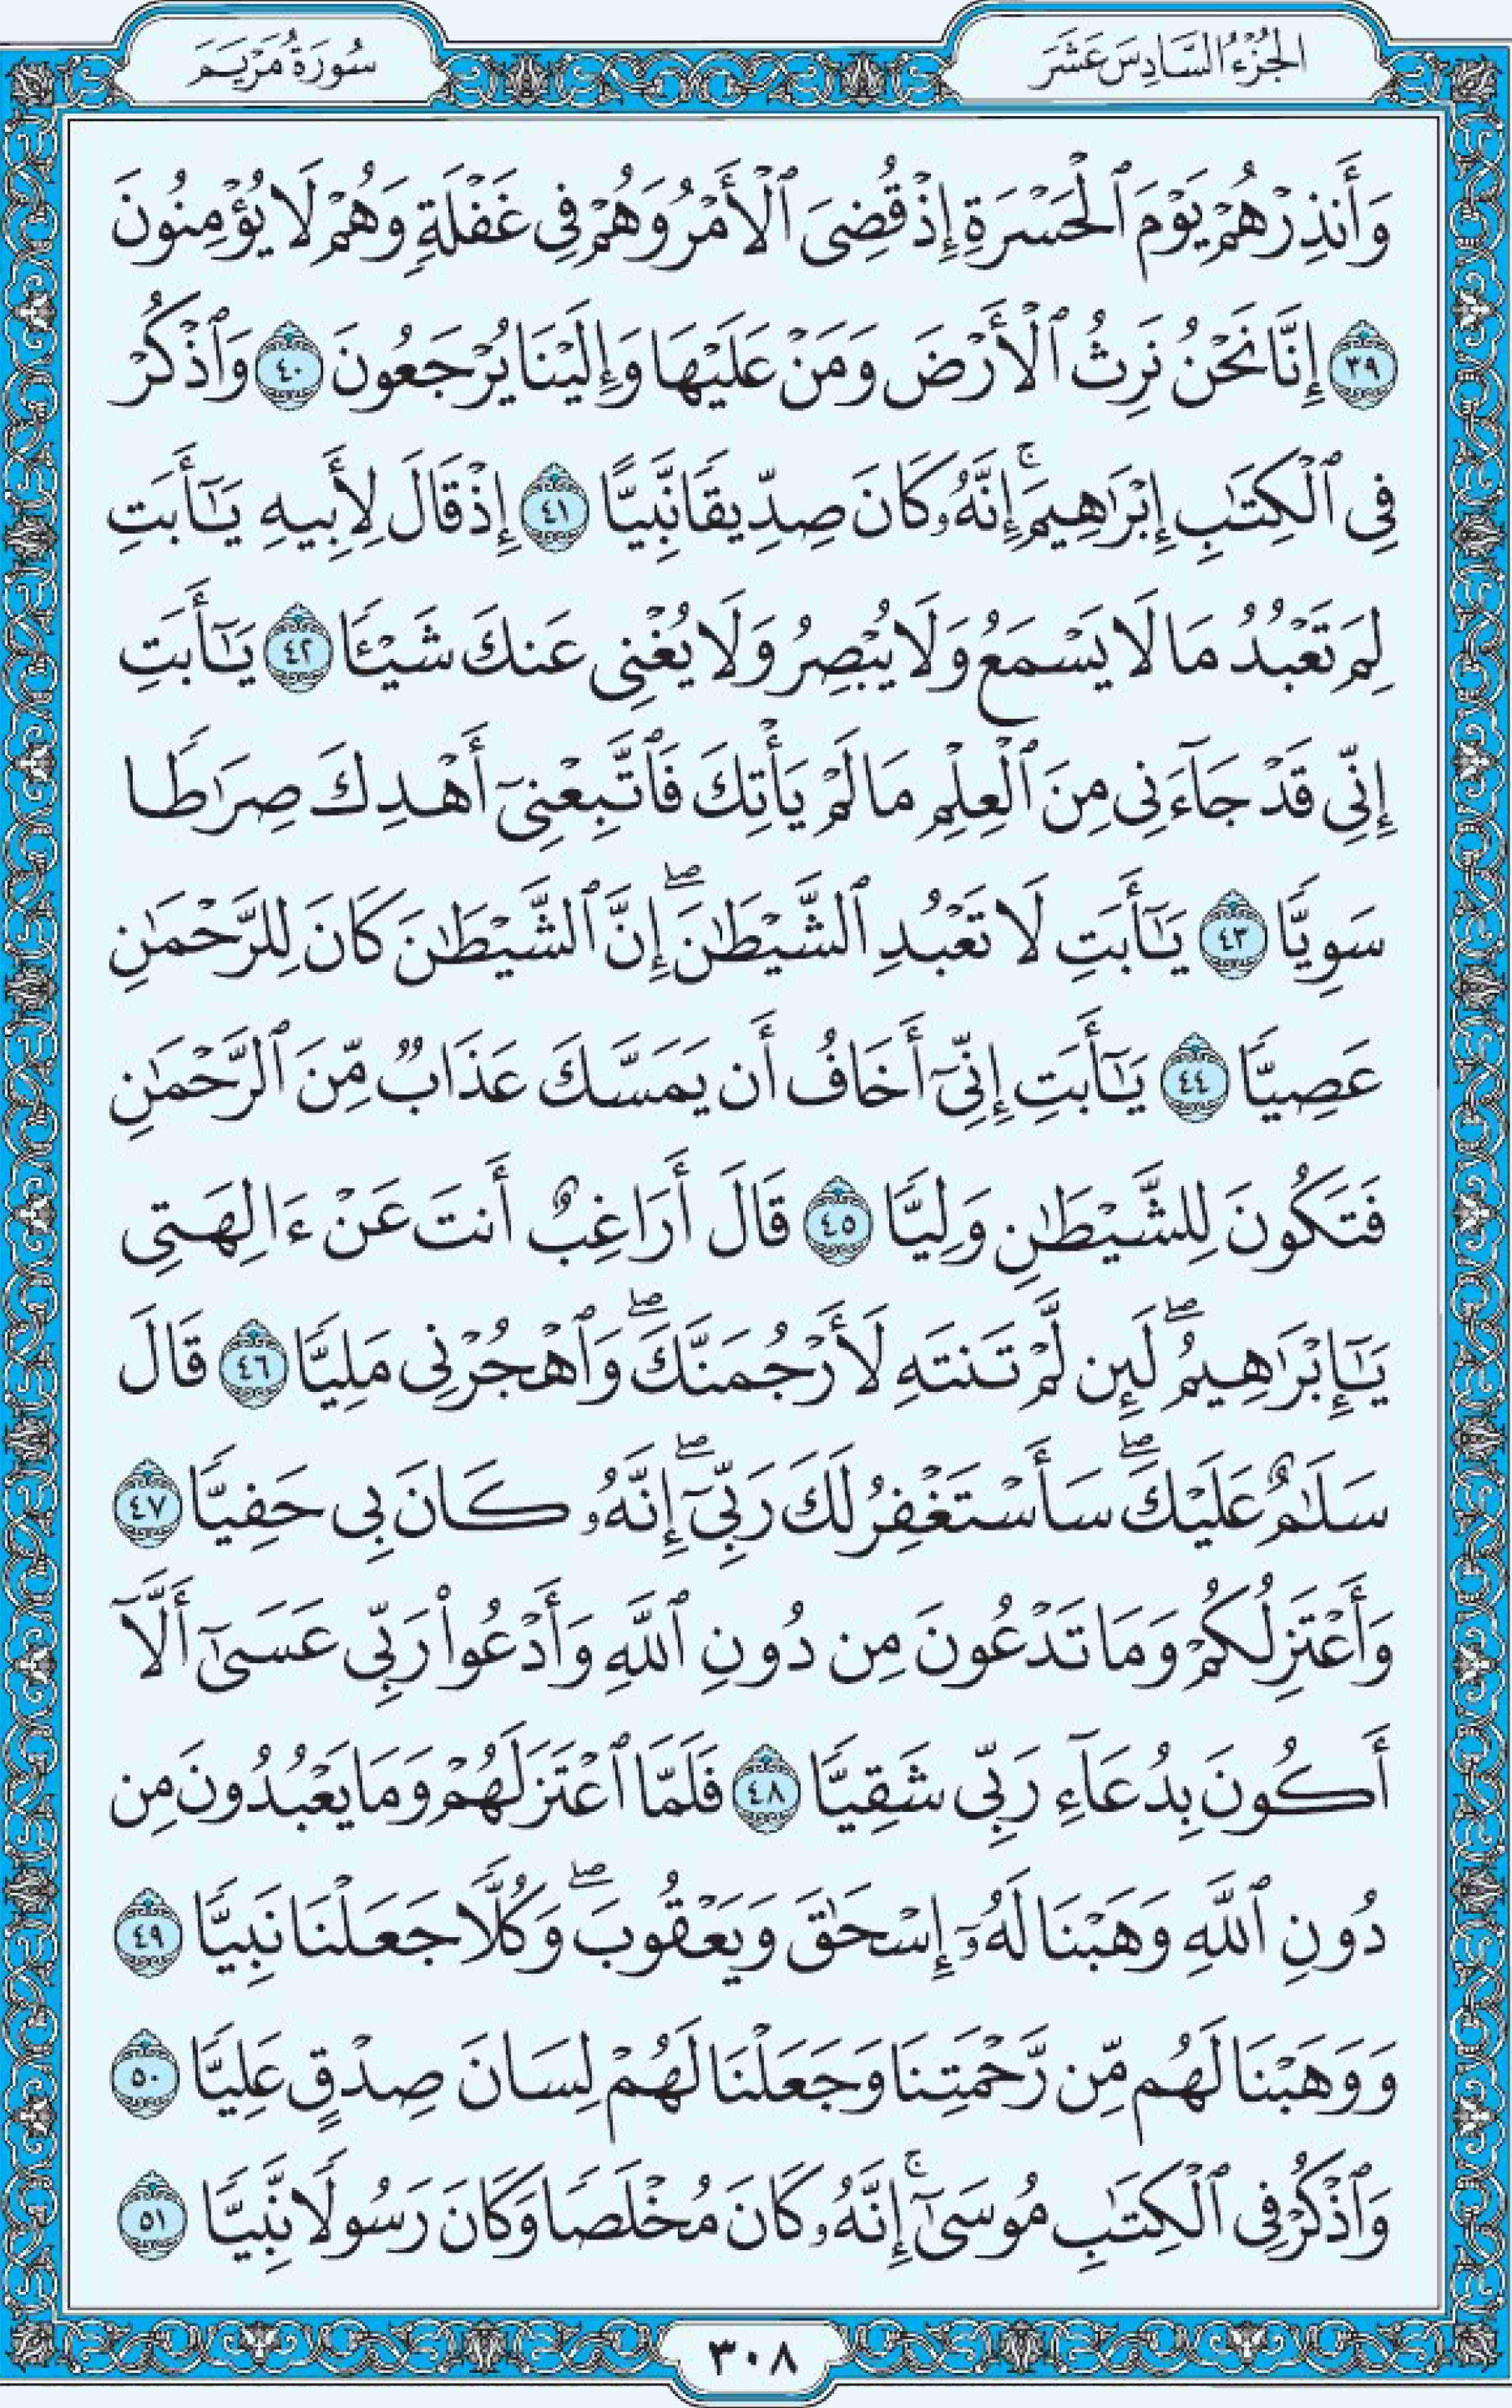 الجزء السادس عشر
سورة مريم
وَأَنذِرْهُمْ يَوْمَ ٱلْحَسْرَةِ إِذْ قُضِىَ ٱلْأَمْرُ وَهُمْ فِى غَفْلَةٍ وَهُمْ لَا يُؤْمِنُونَ
٣٩ إِنَّا نَحْنُ نَرِثُ ٱلْأَرْضَ وَمَنْ عَلَيْهَا وَإِلَيْنَا يُرْجَعُونَ ٤٠ وَٱذْكُرْ
فِى ٱلْكِتَٰبِ إِبْرَٰهِيمَ ۚ إِنَّهُۥ كَانَ صِدِّيقًا نَّبِيًّا ٤١ إِذْ قَالَ لِأَبِيهِ يَٰٓأَبَتِ
لِمَ تَعْبُدُ مَا لَا يَسْمَعُ وَلَا يُبْصِرُ وَلَا يُغْنِى عَنكَ شَيْـًٔا ٤٢ يَٰٓأَبَتِ
إِنِّى قَدْ جَآءَنِى مِنَ ٱلْعِلْمِ مَا لَمْ يَأْتِكَ فَٱتَّبِعْنِىٓ أَهْدِكَ صِرَٰطًا
سَوِيًّا ٤٣ يَٰٓأَبَتِ لَا تَعْبُدِ ٱلشَّيْطَٰنَ ۖ إِنَّ ٱلشَّيْطَٰنَ كَانَ لِلرَّحْمَٰنِ
عَصِيًّا ٤٤ يَٰٓأَبَتِ إِنِّىٓ أَخَافُ أَن يَمَسَّكَ عَذَابٌ مِّنَ ٱلرَّحْمَٰنِ
فَتَكُونَ لِلشَّيْطَٰنِ وَلِيًّا ٤٥ قَالَ أَرَاغِبٌ أَنتَ عَنْ ءَالِهَتِى
يَٰٓإِبْرَٰهِيمُ ۖ لَئِن لَّمْ تَنتَهِ لَأَرْجُمَنَّكَ ۖ وَٱهْجُرْنِى مَلِيًّا ٤٦ قَالَ
سَلَٰمٌ عَلَيْكَ ۖ سَأَسْتَغْفِرُ لَكَ رَبِّىٓ ۖ إِنَّهُۥ كَانَ بِى حَفِيًّا ٤٧
وَأَعْتَزِلُكُمْ وَمَا تَدْعُونَ مِن دُونِ ٱللَّهِ وَأَدْعُوا۟ رَبِّى عَسَىٰٓ أَلَّآ
أَكُونَ بِدُعَآءِ رَبِّى شَقِيًّا ٤٨ فَلَمَّا ٱعْتَزَلَهُمْ وَمَا يَعْبُدُونَ مِن
دُونِ ٱللَّهِ وَهَبْنَا لَهُۥٓ إِسْحَٰقَ وَيَعْقُوبَ ۖ وَكُلًّا جَعَلْنَا نَبِيًّا ٤٩
وَوَهَبْنَا لَهُم مِّن رَّحْمَتِنَا وَجَعَلْنَا لَهُمْ لِسَانَ صِدْقٍ عَلِيًّا ٥٠
وَٱذْكُرْ فِى ٱلْكِتَٰبِ مُوسَىٰٓ ۚ إِنَّهُۥ كَانَ مُخْلَصًا وَكَانَ رَسُولًا نَّبِيًّا ٥١
٣٠٨